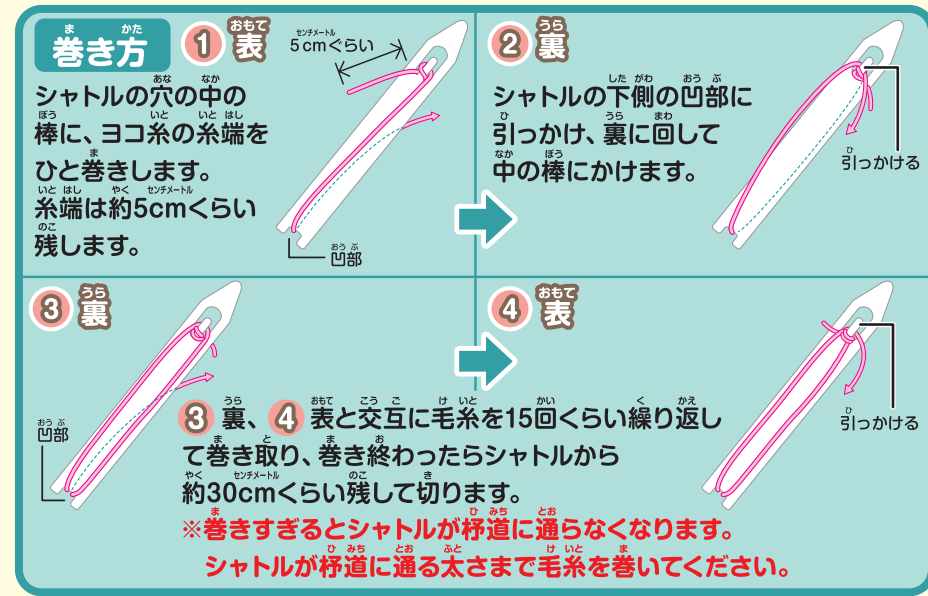 巻き方
① 表
5cmぐらい
シャトルの穴の中の
棒に、ヨコ糸の糸端を
ひと巻きします。
糸端は約5cmくらい
残します。
凹部
② 裏
シャトルの下側の凹部に
引っかけ、裏に回して
中の棒にかけます。
引っかける
③ 裏
凹部
④ 表
引っかける
③ 裏、④ 表と交互に毛糸を15回くらい繰り返し
て巻き取り、巻き終わったらシャトルから
約30cmくらい残して切ります。
※巻きすぎるとシャトルが杼道に通らなくなります。
シャトルが杼道に通る太さまで毛糸を巻いてください。